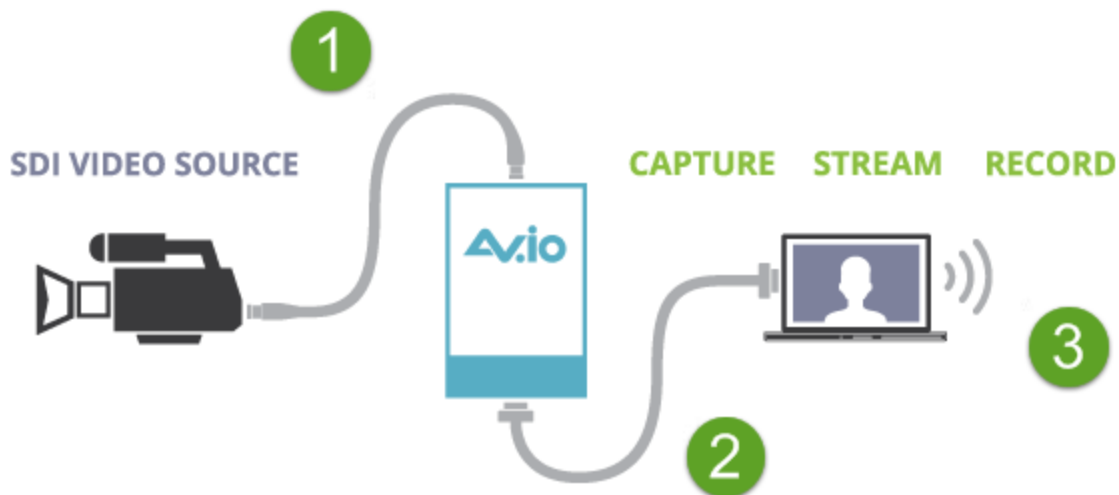 1
SDI VIDEO SOURCE
CAPTURE STREAM RECORD
AV.io
3
2